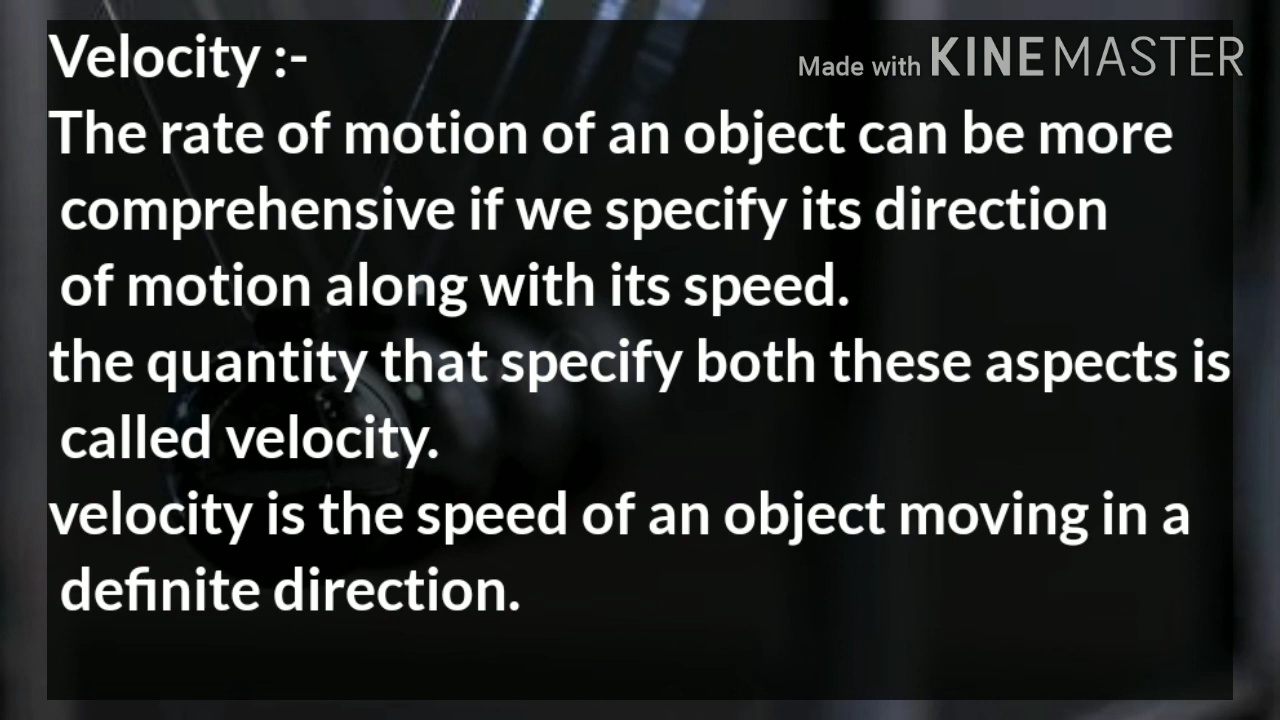 Velocity :-
Made with KINEMASTER
The rate of motion of an object can be more
comprehensive if we specify its direction
of motion along with its speed.
the quantity that specify both these aspects is
called velocity.
velocity is the speed of an object moving in a
definite direction.